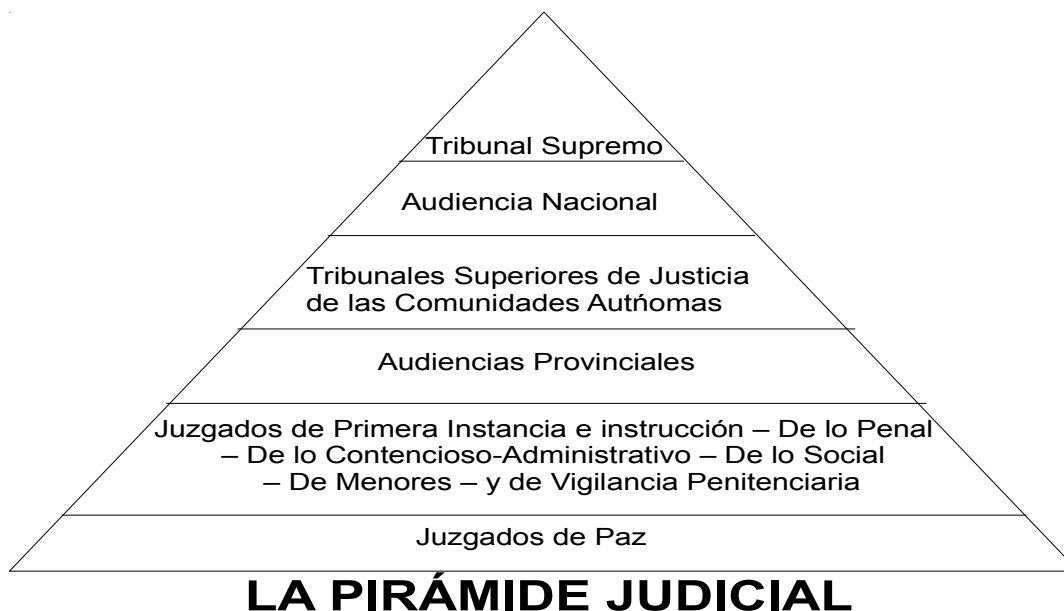 Tribunal Supremo
Audiencia Nacional
Tribunales Superiores de Justicia
de las Comunidades Autńomas
Audiencias Provinciales
Juzgados de Primera Instancia e instrucción – De lo Penal
– De lo Contencioso-Administrativo – De lo Social
– De Menores – y de Vigilancia Penitenciaria
Juzgados de Paz
LA PIRÁMIDE JUDICIAL